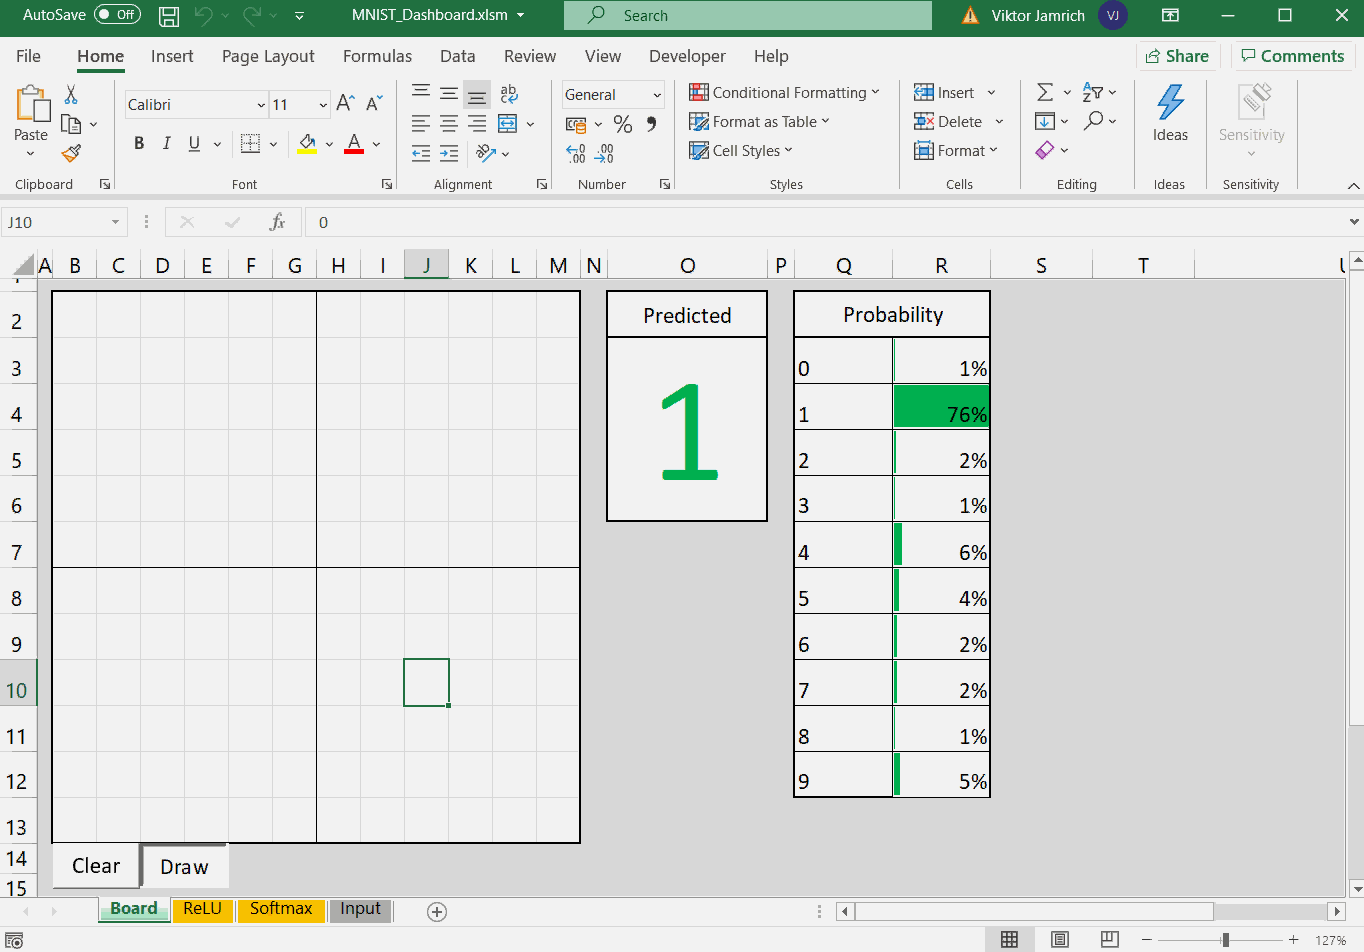 AutoSave Off MNIST_Dashboard.xlsm Search Viktor Jamrich VJ
File Home Insert Page Layout Formulas Data Review View Developer Help Share Comments
Paste
Calibri 11
B I U A
ab
General
% 
Conditional Formatting
Format as Table
Cell Styles
Insert
Delete
Format
Ideas
Sensitivity
Clipboard Font Alignment Number Styles Cells Editing Ideas Sensitivity
J10 fx 0
A B C D E F G H I J K L M N O P Q R S T
2
3
4
5
6
7
8
9
10
11
12
13
14
15
Predicted
1
Probability
0 1%
1 76%
2 2%
3 1%
4 6%
5 4%
6 2%
7 2%
8 1%
9 5%
Clear Draw
Board ReLU Softmax Input
127%